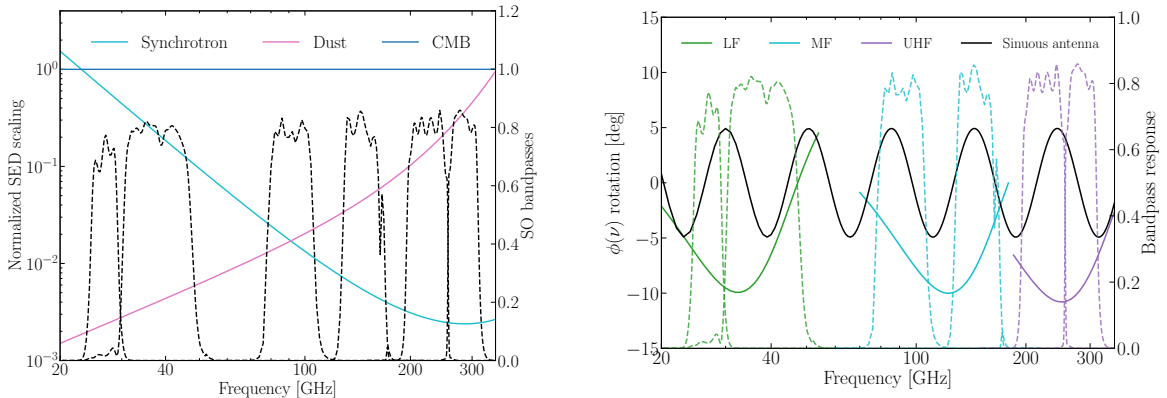 Synchrotron Dust CMB
10⁰
10⁻¹
10⁻²
10⁻³
Normalized SED scaling
1.2
1.0
0.8
0.6
0.4
0.2
0.0
SO bandpasses
20 40 100 200 300
Frequency [GHz]
LF MF UHF Sinuous antenna
15
10
5
0
−5
−10
−15
ϕ(ν) rotation [deg]
1.0
0.8
0.6
0.4
0.2
0.0
Bandpass response
20 40 100 200 300
Frequency [GHz]